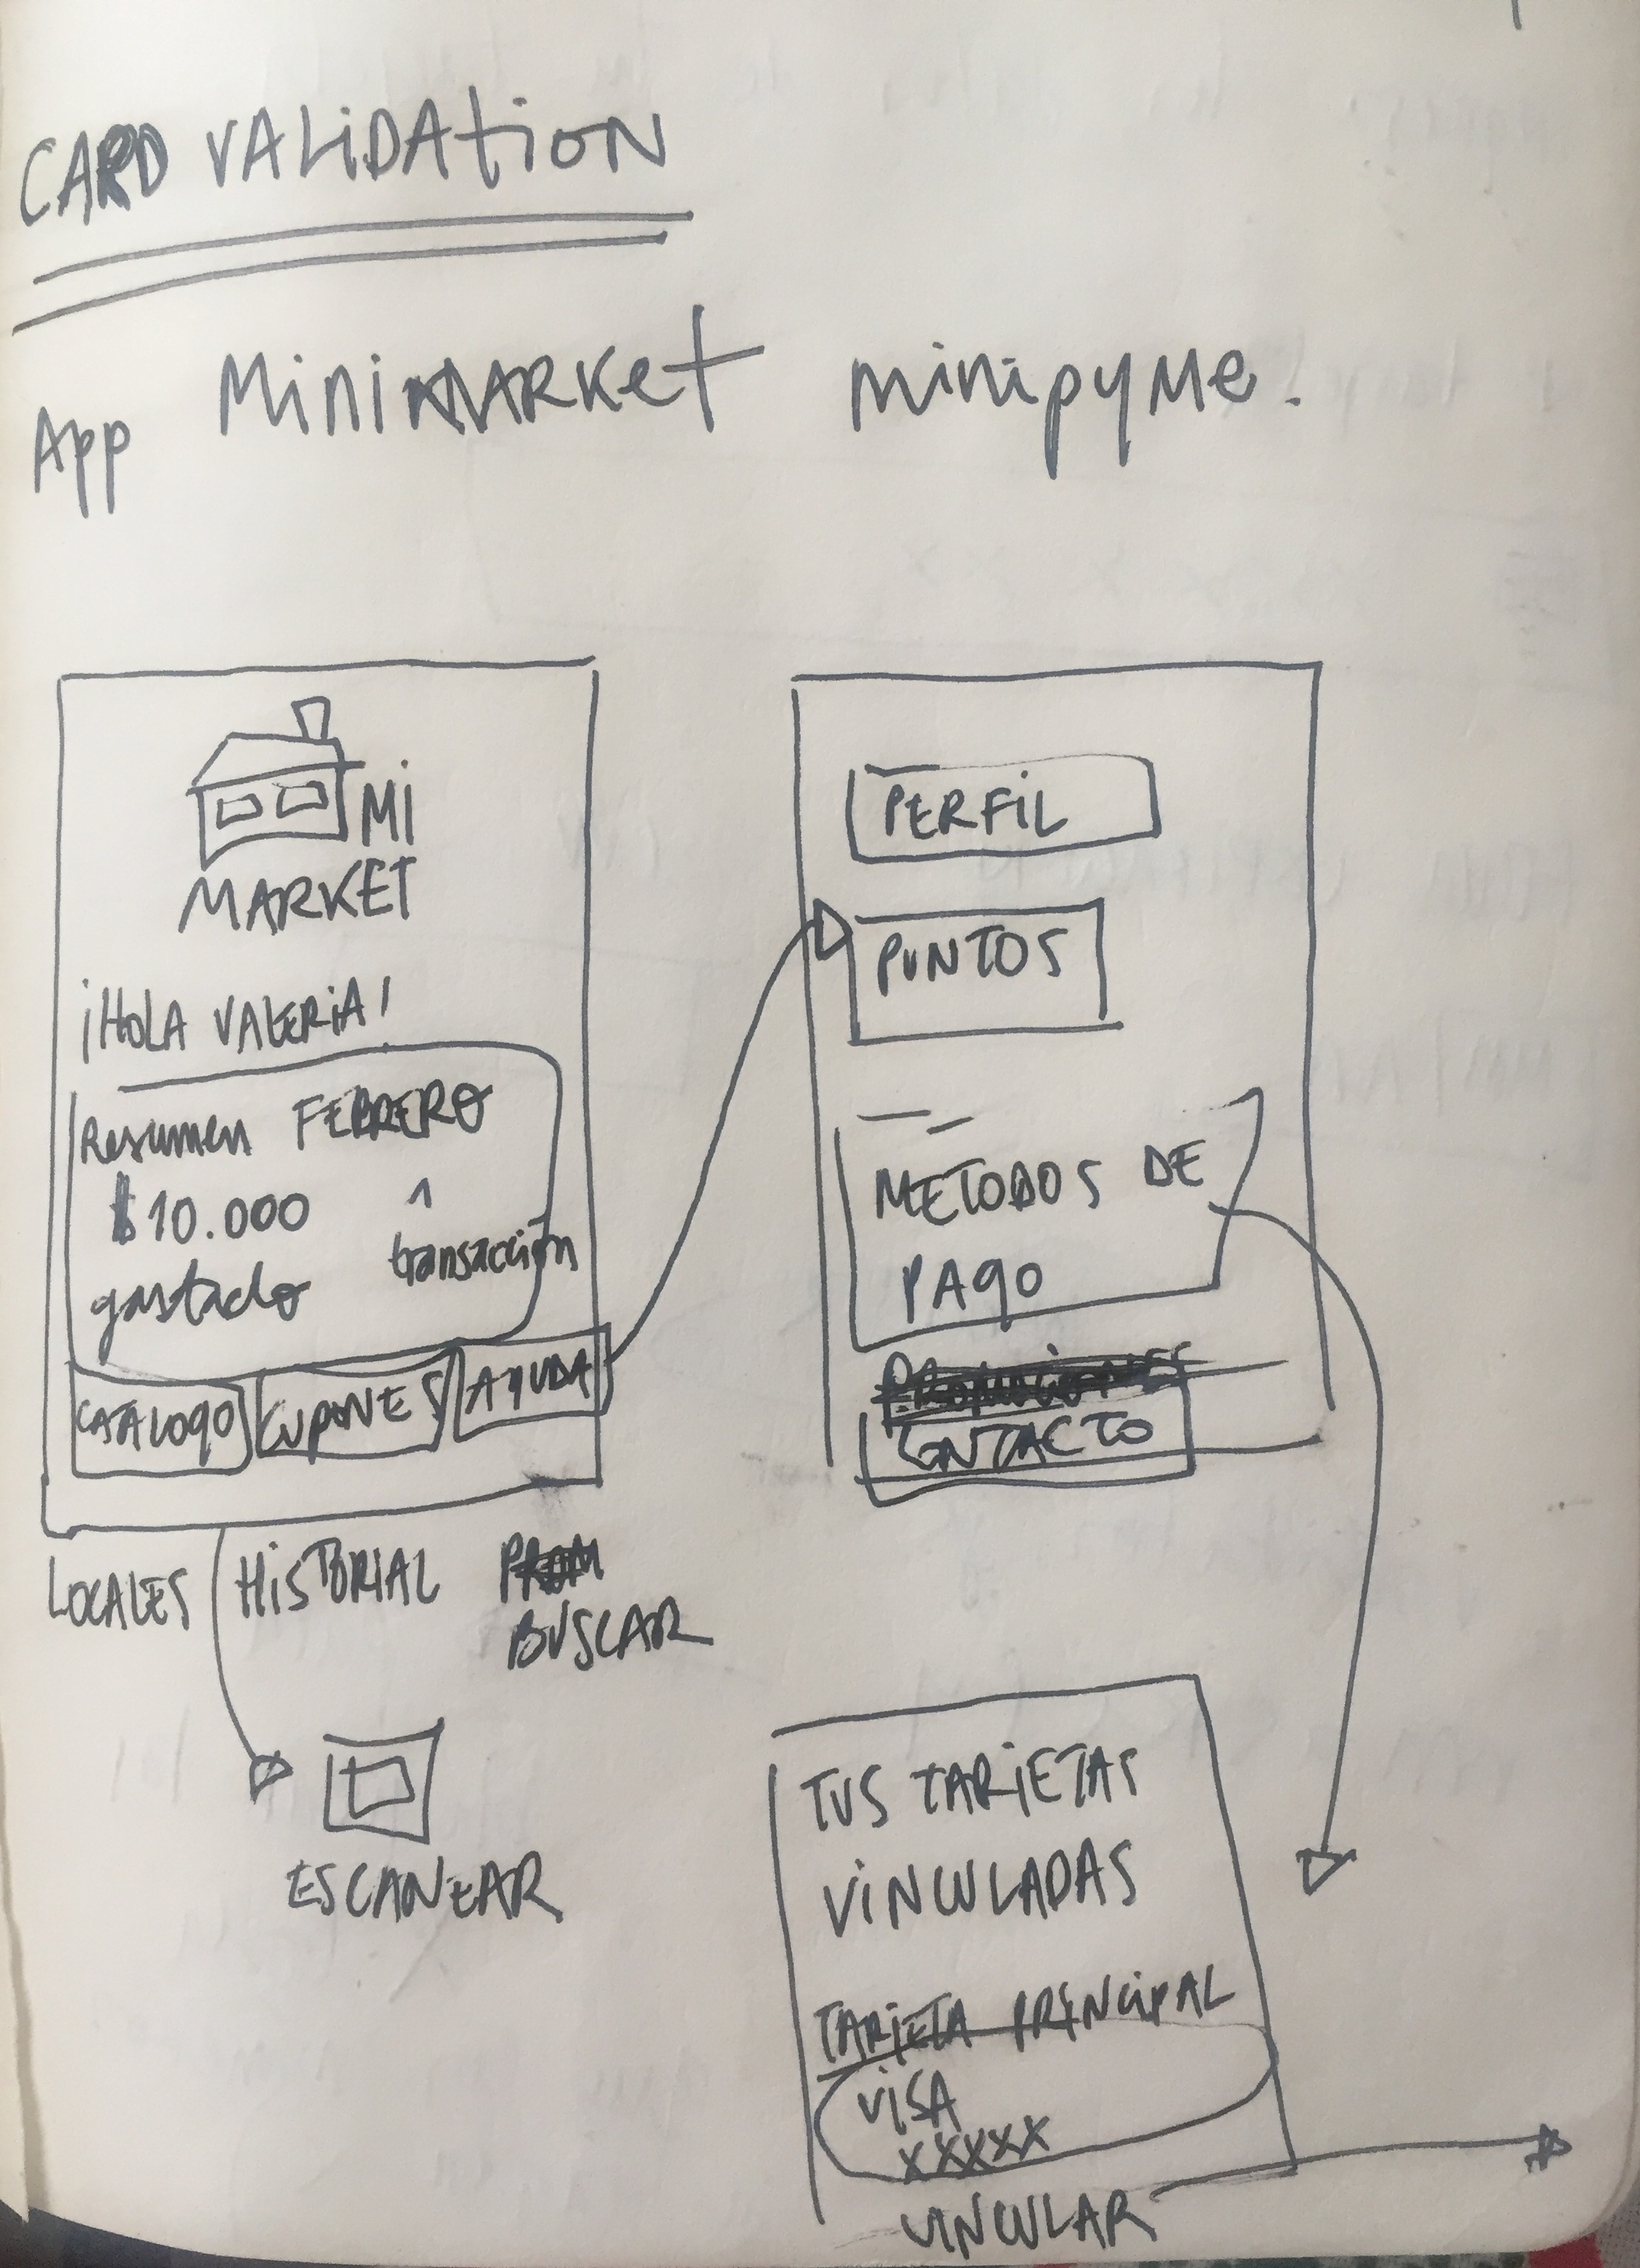 CARD VALIDATION
App Minimarket minipyme.
MI
MARKET
¡HOLA VALERIA!
Resumen FEBRERO
$10.000 1
gastado transacción
CATALOGO CUPONES AYUDA
LOCALES HISTORIAL PROM
BUSCAR
ESCANEAR
PERFIL
PUNTOS
METODOS DE
PAGO
PROMOCIONES
CONTACTO
TUS TARJETAS
VINCULADAS
TARJETA PRINCIPAL
VISA
XXXXX
VINCULAR